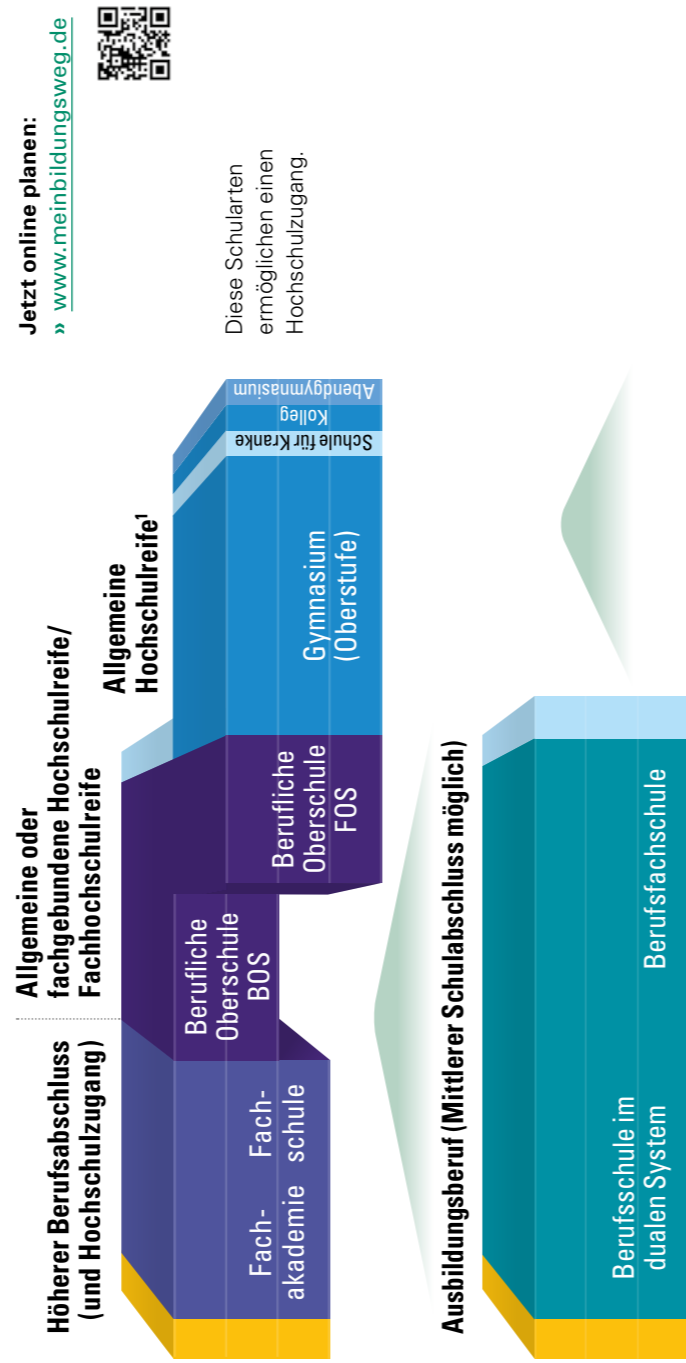 Jetzt online planen:
» www.meinbildungsweg.de
Höherer Berufsabschluss
(und Hochschulzugang)
Allgemeine oder
fachgebundene Hochschulreife/
Fachhochschulreife
Allgemeine
Hochschulreife¹
Diese Schularten
ermöglichen einen
Hochschulzugang.
Fach-
akademie
Fach-
schule
Berufliche
Oberschule
BOS
Berufliche
Oberschule
FOS
Gymnasium
(Oberstufe)
Schule für Kranke
Kolleg
Abendgymnasium
Ausbildungsberuf (Mittlerer Schulabschluss möglich)
Berufsschule im
dualen System
Berufsfachschule